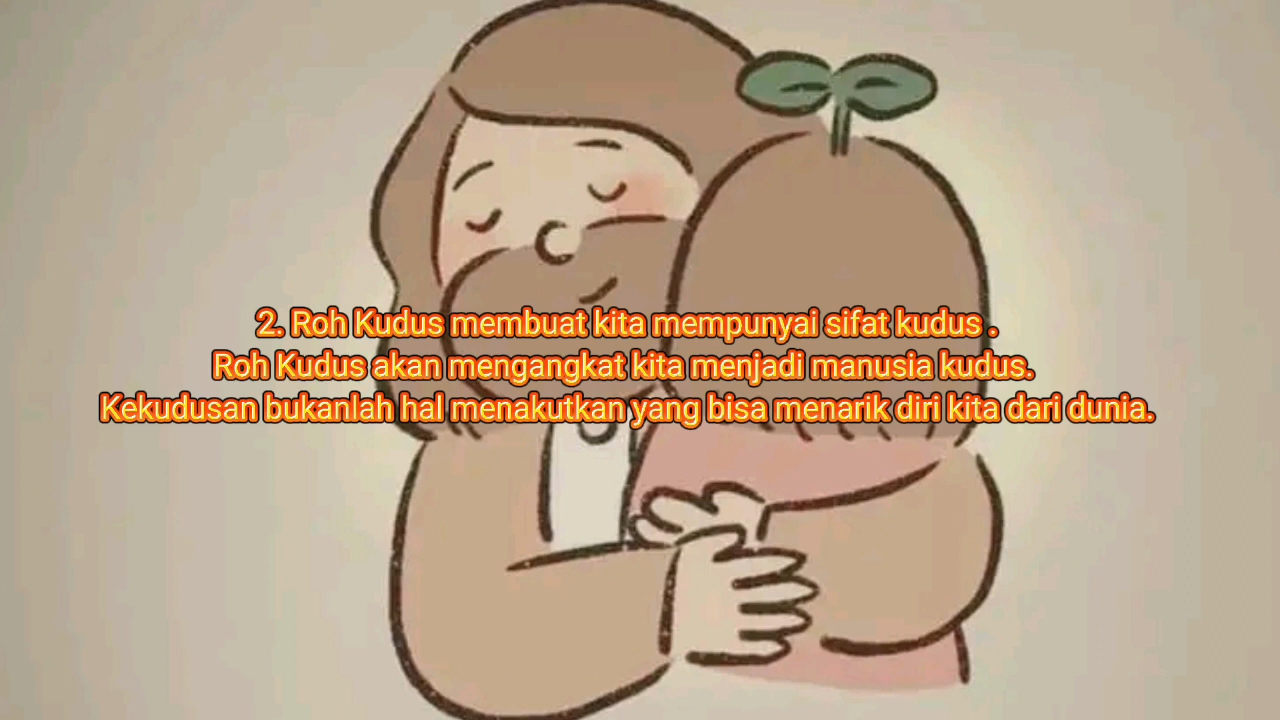 2. Roh Kudus membuat kita mempunyai sifat kudus .
Roh Kudus akan mengangkat kita menjadi manusia kudus.
Kekudusan bukanlah hal menakutkan yang bisa menarik diri kita dari dunia.